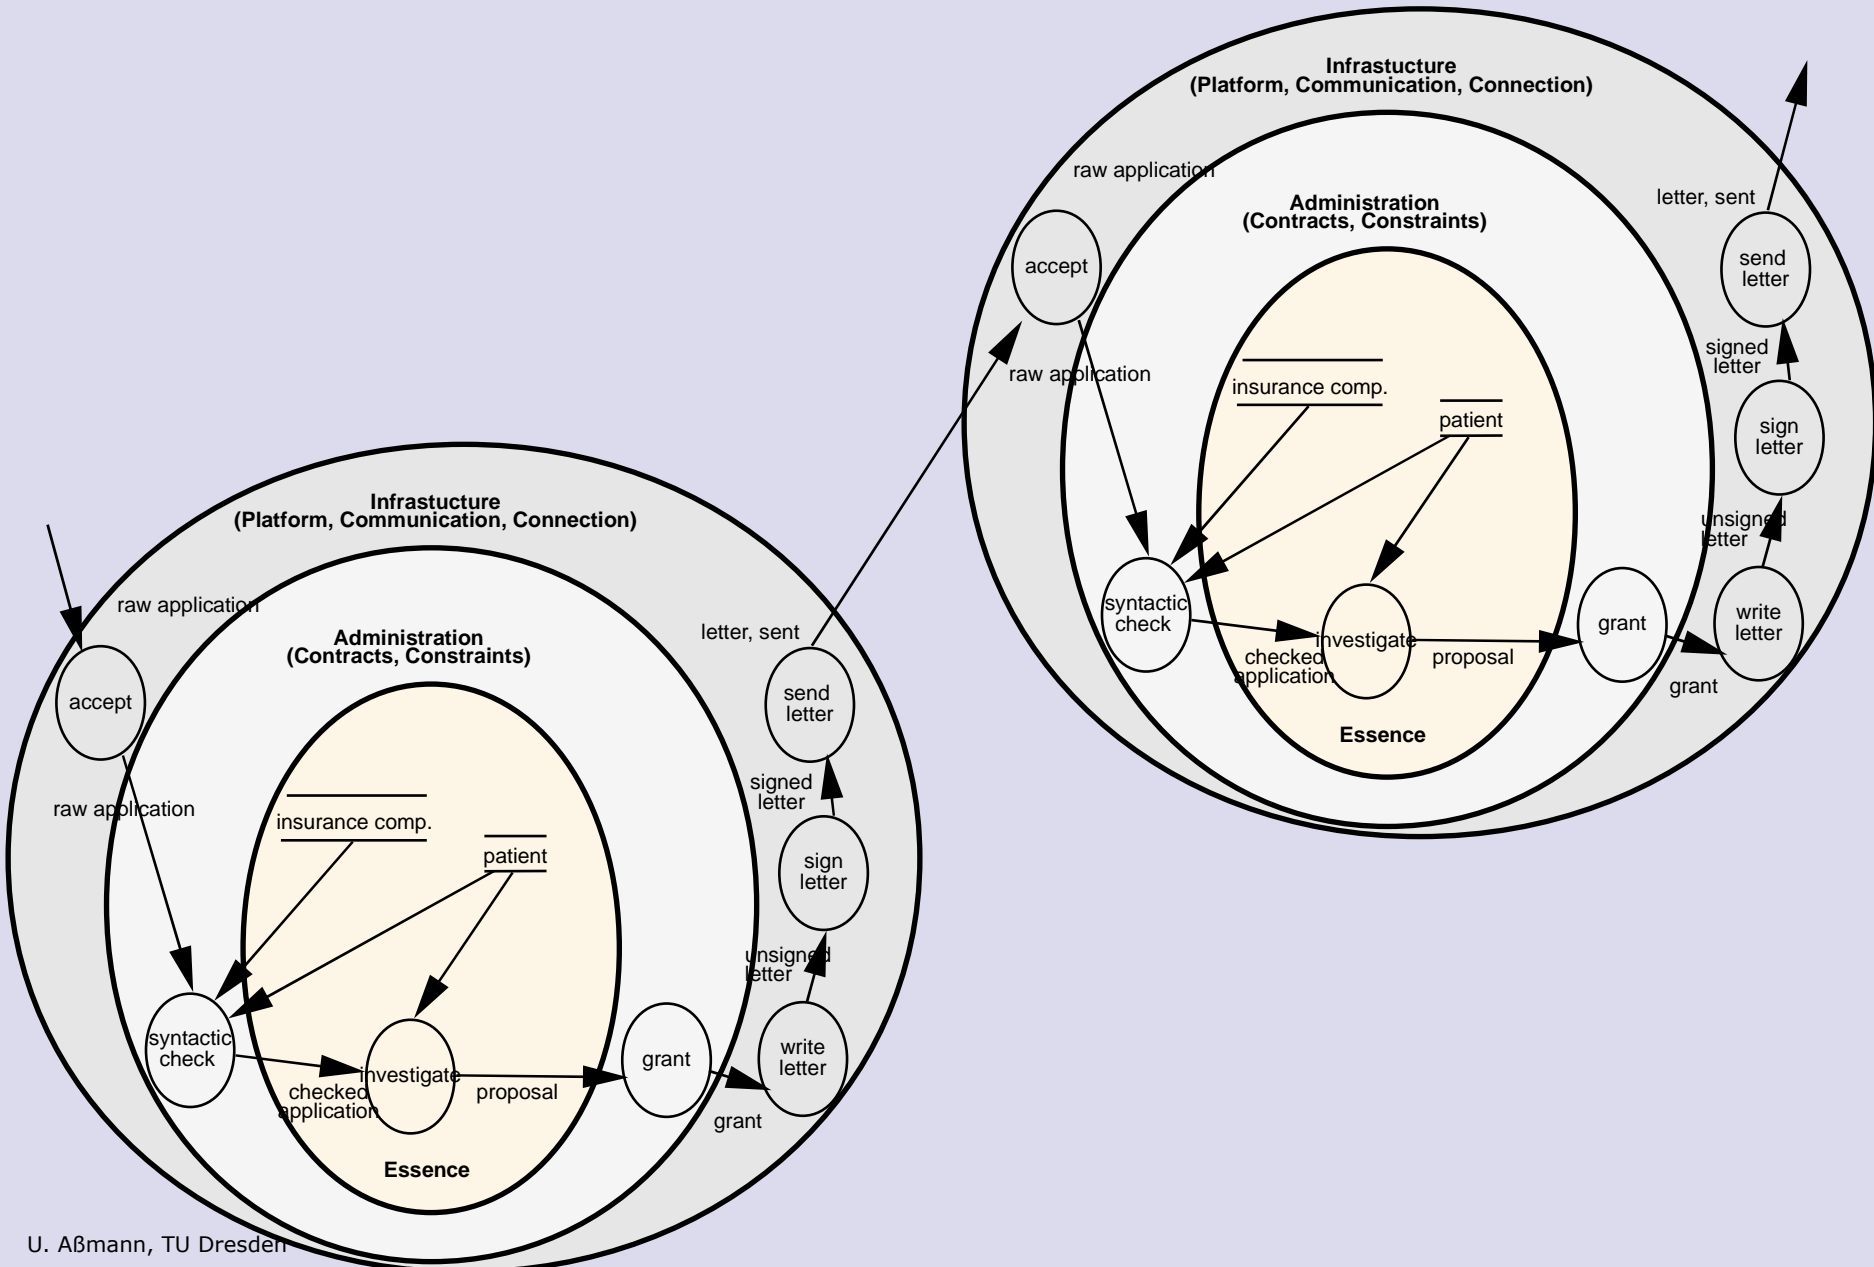 Infrastucture
(Platform, Communication, Connection)
raw application
Administration
(Contracts, Constraints)
letter, sent
accept
send
letter
raw application
insurance comp.
patient
signed
letter
sign
letter
unsigned
letter
syntactic
check
investigate
checked
application
proposal
grant
write
letter
grant
Essence
Infrastucture
(Platform, Communication, Connection)
raw application
Administration
(Contracts, Constraints)
letter, sent
accept
send
letter
raw application
insurance comp.
patient
signed
letter
sign
letter
unsigned
letter
syntactic
check
investigate
checked
application
proposal
grant
write
letter
grant
Essence
U. Aßmann, TU Dresden